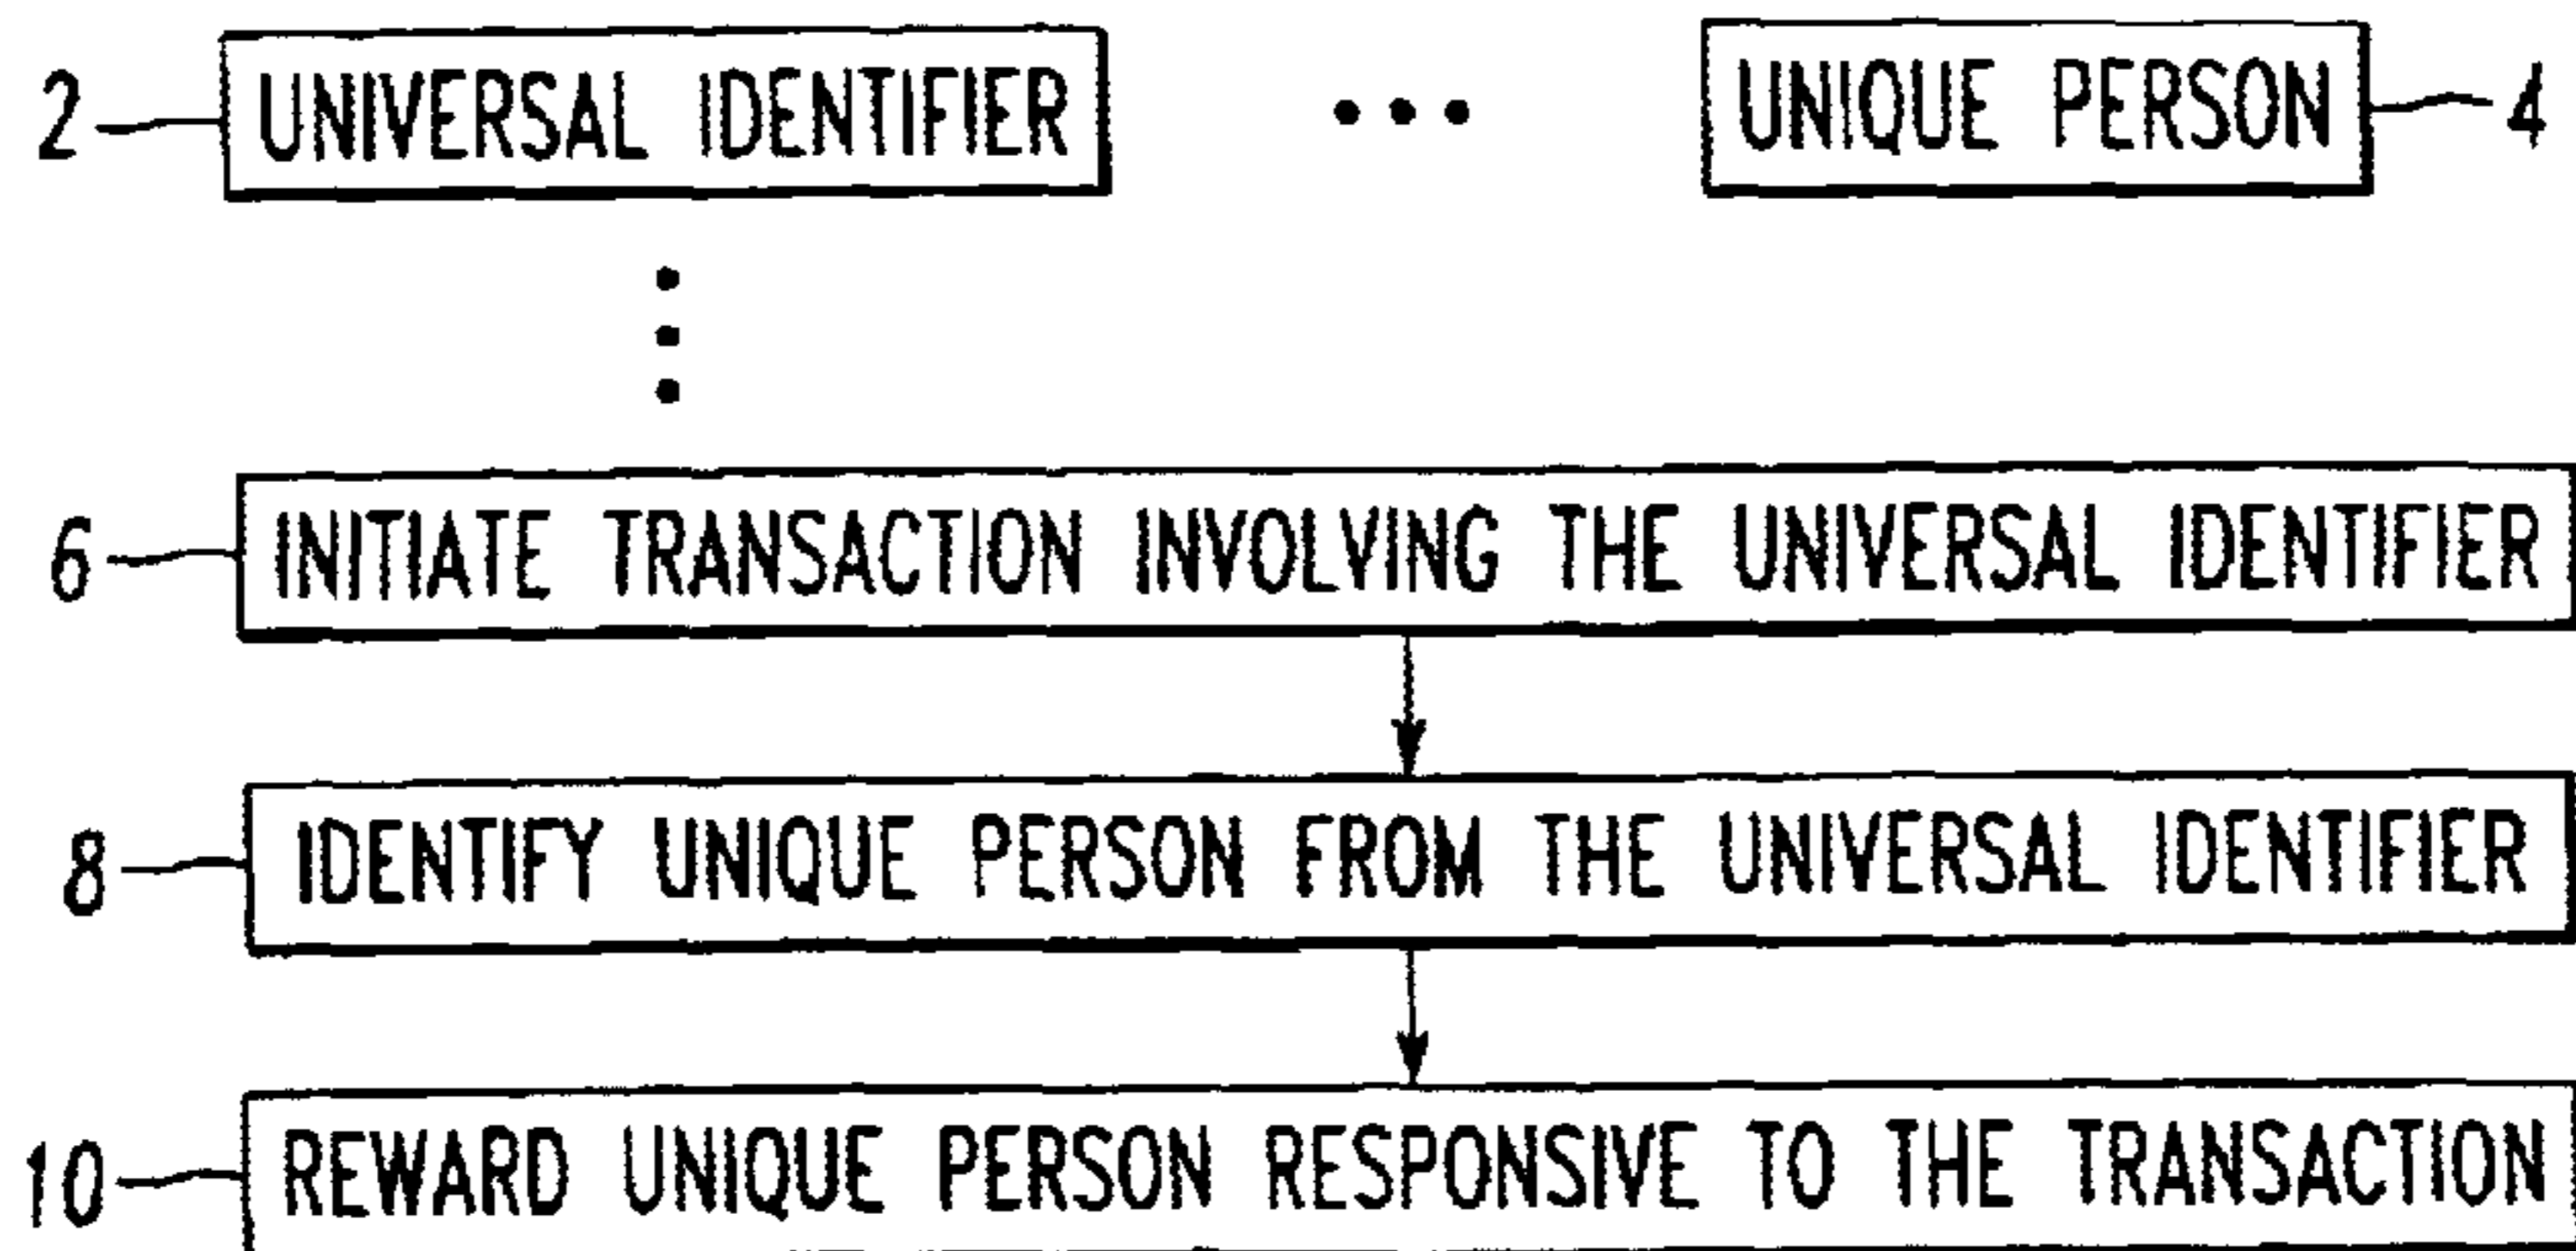 2 UNIVERSAL IDENTIFIER ... UNIQUE PERSON 4
6 INITIATE TRANSACTION INVOLVING THE UNIVERSAL IDENTIFIER
8 IDENTIFY UNIQUE PERSON FROM THE UNIVERSAL IDENTIFIER
10 REWARD UNIQUE PERSON RESPONSIVE TO THE TRANSACTION